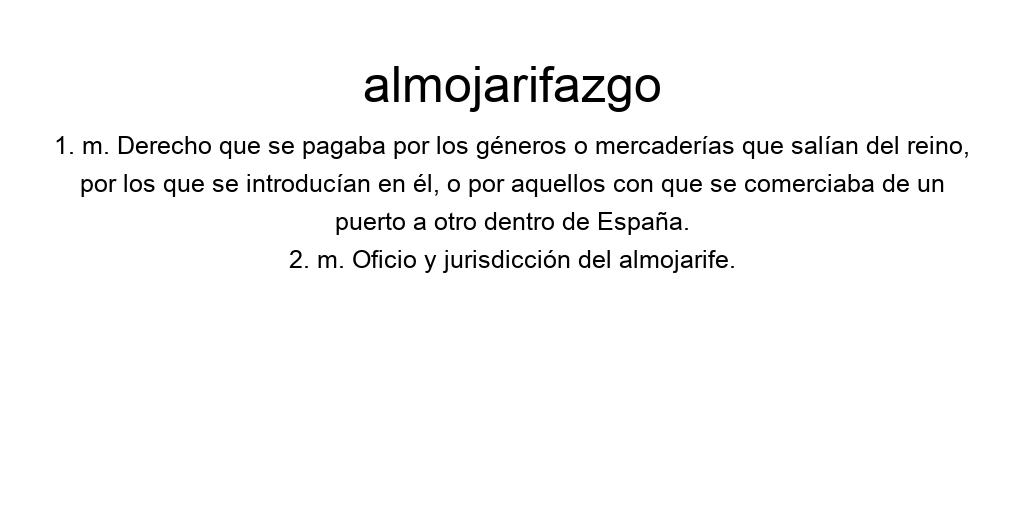 almojarifazgo
1. m. Derecho que se pagaba por los géneros o mercaderías que salían del reino,
por los que se introducían en él, o por aquellos con que se comerciaba de un
puerto a otro dentro de España.
2. m. Oficio y jurisdicción del almojarife.